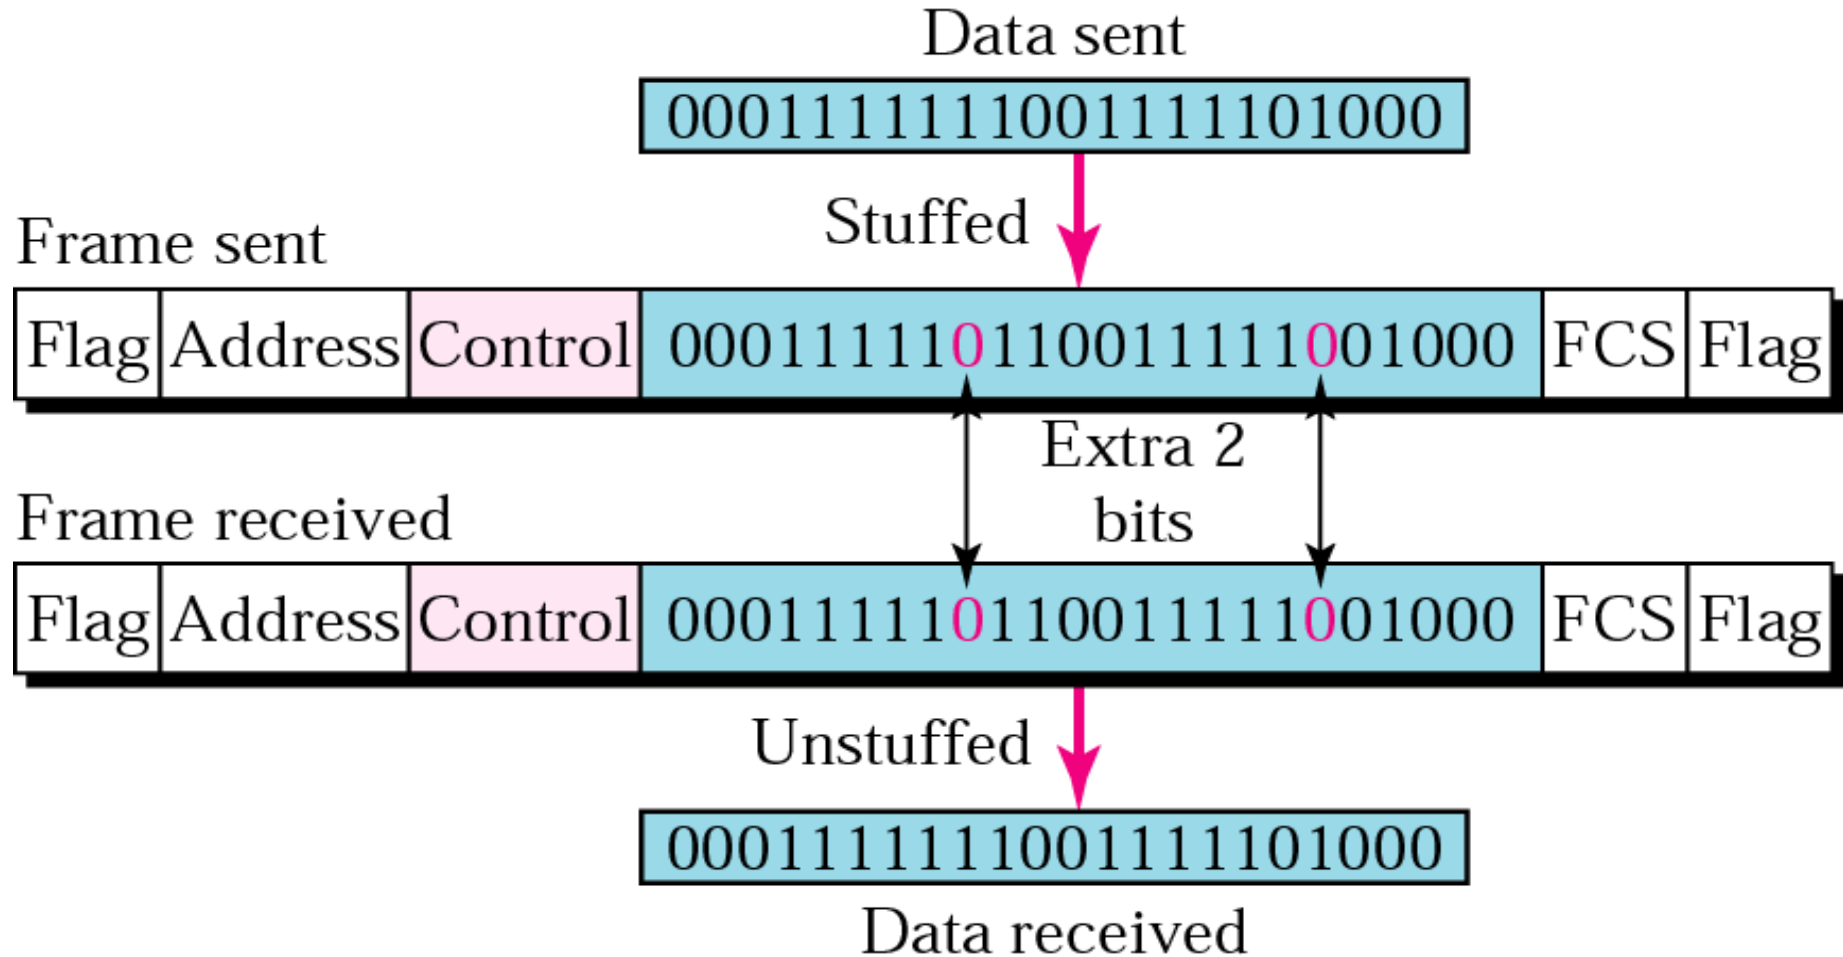 Data sent
0001111111001111101000
Stuffed
Frame sent
Flag Address Control 000111110110011111001000 FCS Flag
Extra 2
bits
Frame received
Flag Address Control 000111110110011111001000 FCS Flag
Unstuffed
0001111111001111101000
Data received